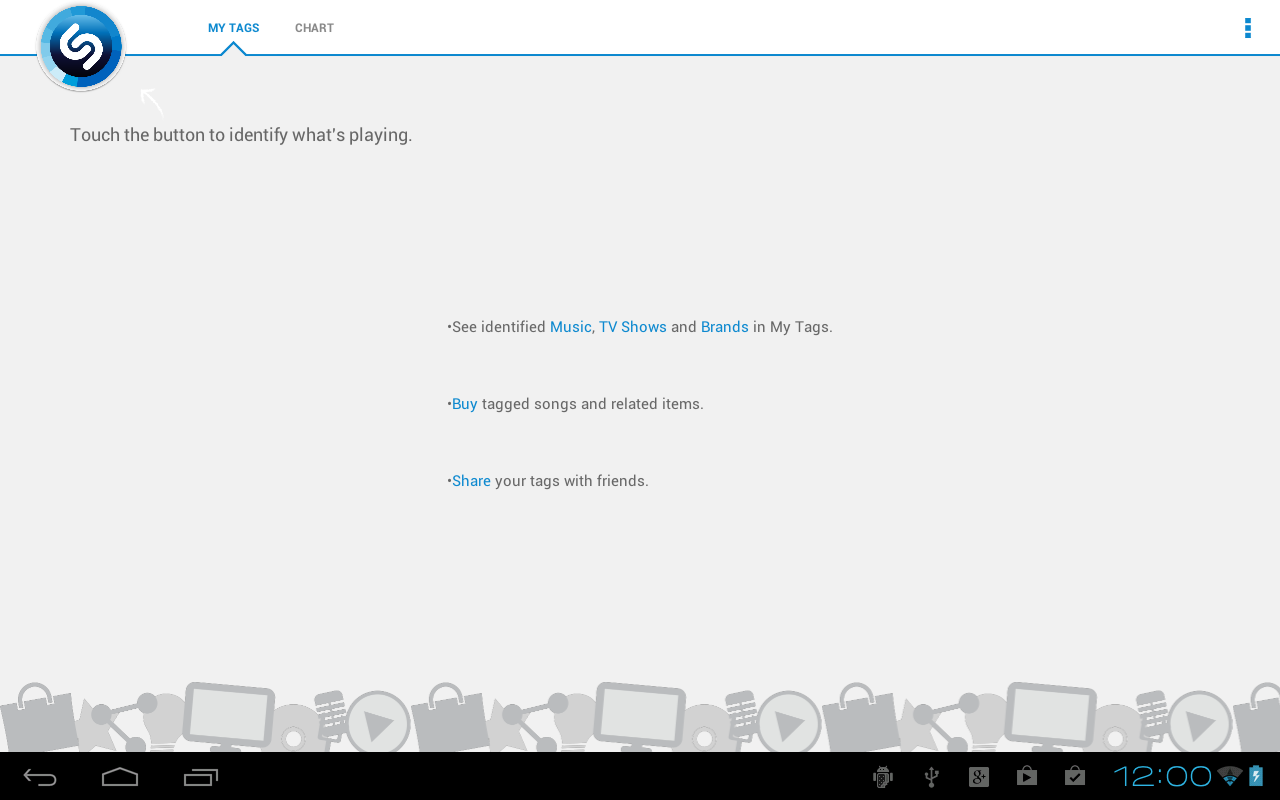 MY TAGS
CHART
Touch the button to identify what's playing.
•See identified Music, TV Shows and Brands in My Tags.
•Buy tagged songs and related items.
•Share your tags with friends.
12:00